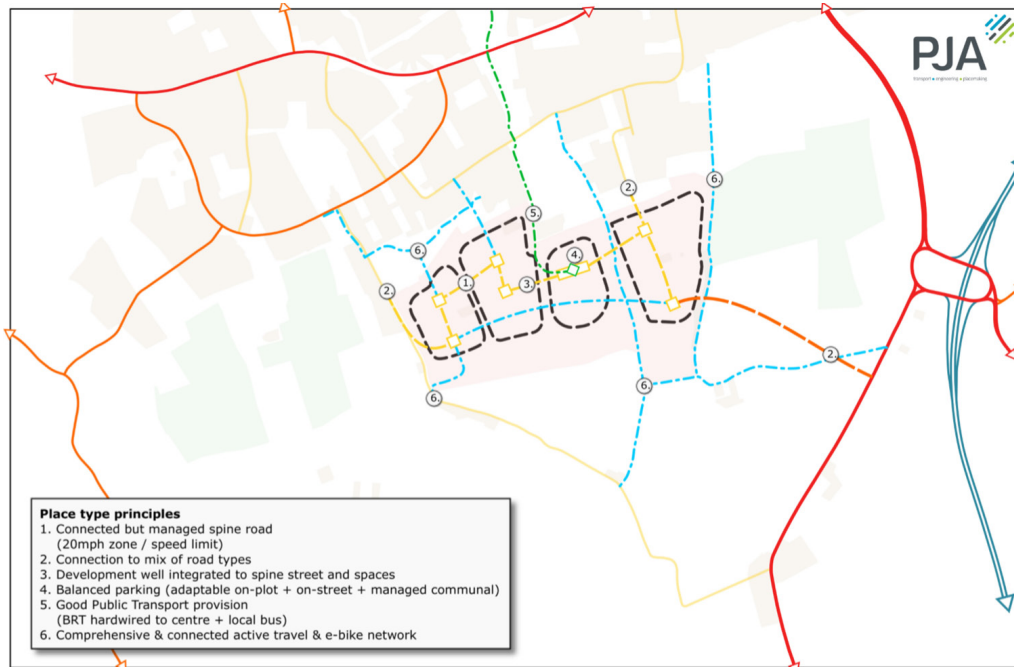 PJA
transport • engineering • placemaking
2.
6.
5.
6.
4.
1.
3.
2.
2.
6.
6.
Place type principles
1. Connected but managed spine road
(20mph zone / speed limit)
2. Connection to mix of road types
3. Development well integrated to spine street and spaces
4. Balanced parking (adaptable on-plot + on-street + managed communal)
5. Good Public Transport provision
(BRT hardwired to centre + local bus)
6. Comprehensive & connected active travel & e-bike network